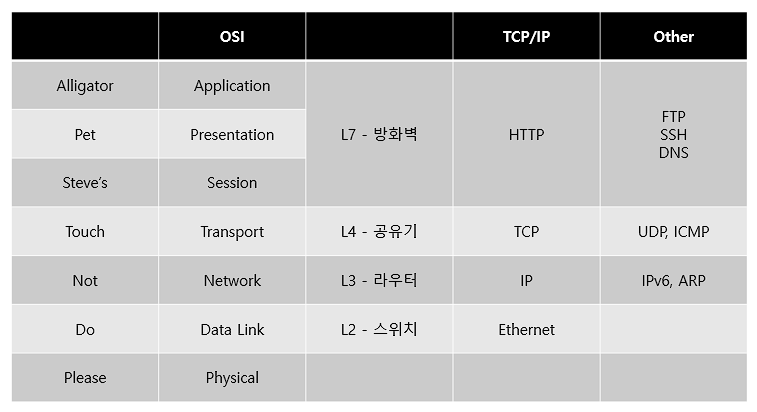 OSI TCP/IP Other
Alligator Application
Pet Presentation L7 - 방화벽 HTTP FTP
SSH
DNS
Steve's Session
Touch Transport L4 - 공유기 TCP UDP, ICMP
Not Network L3 - 라우터 IP IPv6, ARP
Do Data Link L2 - 스위치 Ethernet
Please Physical